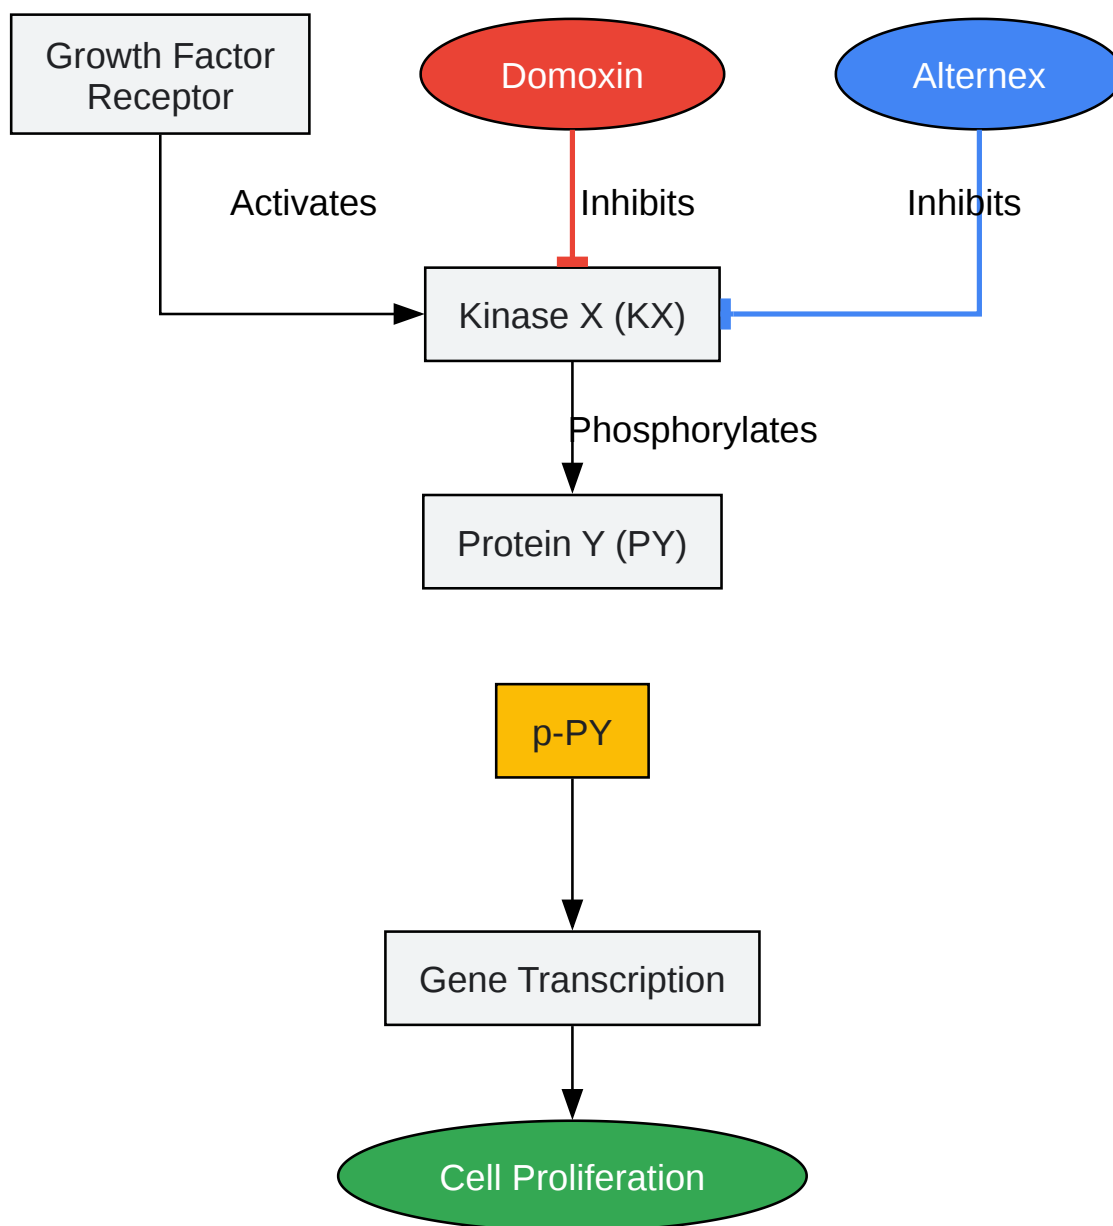 Growth Factor
Receptor
Domoxin
Alternex
Activates
Inhibits
Inhibits
Kinase X (KX)
Phosphorylates
Protein Y (PY)
p-PY
Gene Transcription
Cell Proliferation